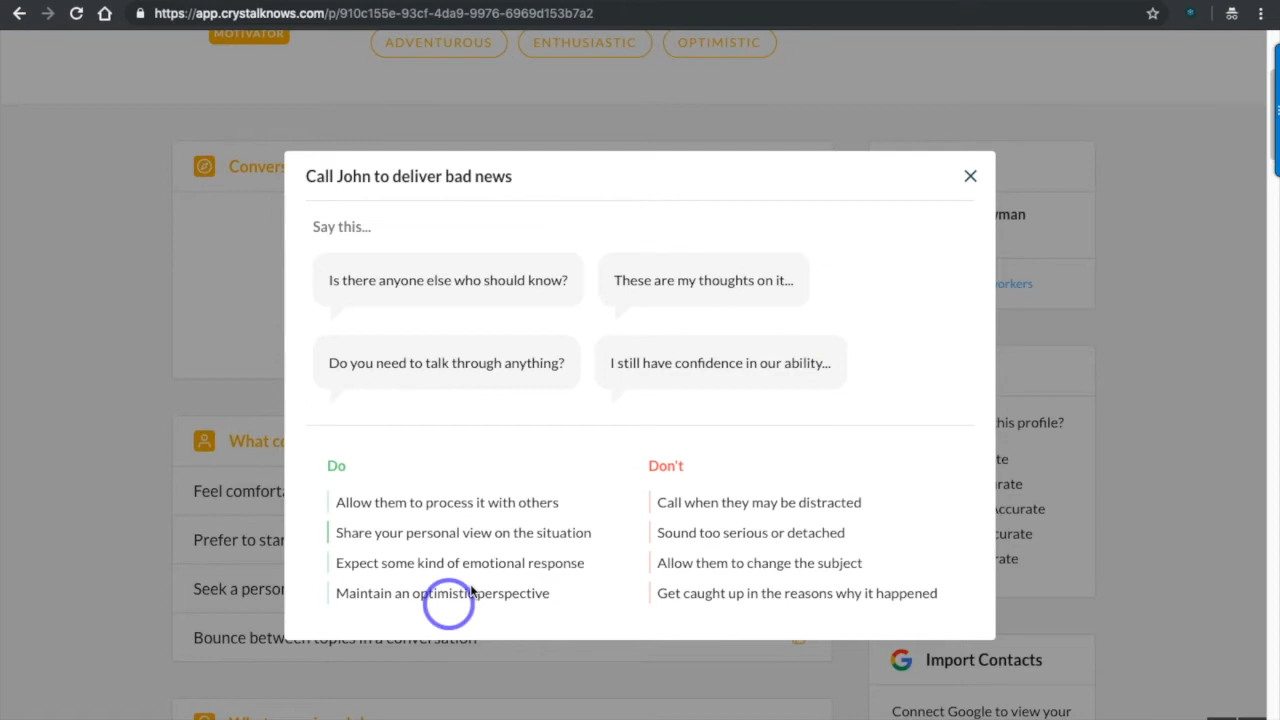 https://app.crystalknows.com/p/910c155e-93cf-4da9-9976-6969d153b7a2
MOTIVATOR
ADVENTUROUS
ENTHUSIASTIC
OPTIMISTIC
Call John to deliver bad news
Say this...
Is there anyone else who should know?
These are my thoughts on it...
Do you need to talk through anything?
I still have confidence in our ability...
Do
Allow them to process it with others
Share your personal view on the situation
Expect some kind of emotional response
Maintain an optimistic perspective
Don't
Call when they may be distracted
Sound too serious or detached
Allow them to change the subject
Get caught up in the reasons why it happened
Feel
Prefer to
Seek a
Bounce between topics in a conversation
this profile?
Import Contacts
Connect Google to view your